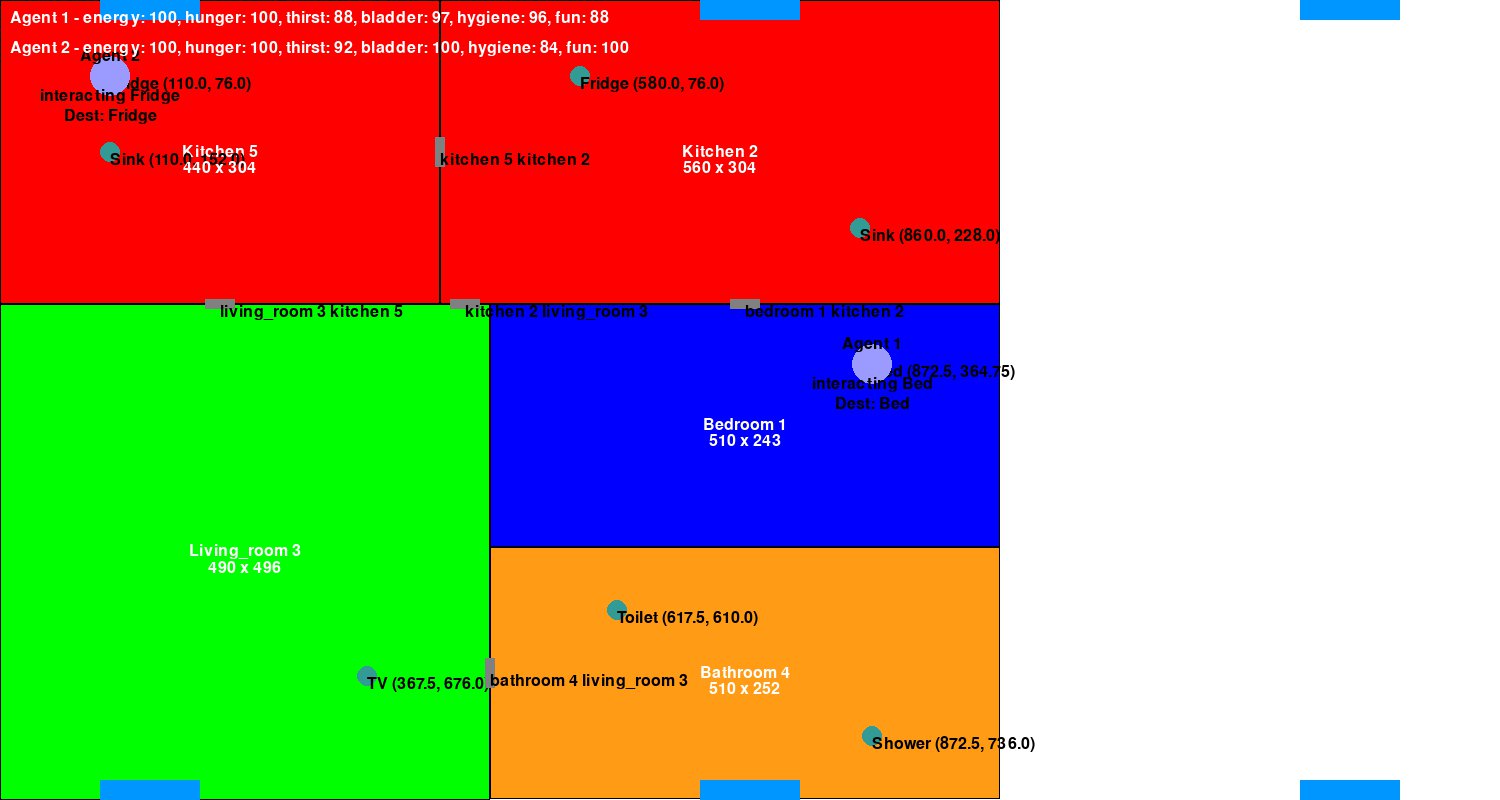 Agent 1 - energy: 100, hunger: 100, thirst: 88, bladder: 97, hygiene: 96, fun: 88
Agent 2 - energy: 100, hunger: 100, thirst: 92, bladder: 100, hygiene: 84, fun: 100
Agent 2
dge (110.0, 76.0)
interacting Fridge
Dest: Fridge
Fridge (580.0, 76.0)
Sink (110.0, 152.0)
Kitchen 5
440 x 304
kitchen 5 kitchen 2
Kitchen 2
560 x 304
Sink (860.0, 228.0)
living_room 3 kitchen 5
kitchen 2 living_room 3
bedroom 1 kitchen 2
Agent 1
d (872.5, 364.75)
interacting Bed
Dest: Bed
Bedroom 1
510 x 243
Living_room 3
490 x 496
Toilet (617.5, 610.0)
TV (367.5, 676.0)
bathroom 4 living_room 3
Bathroom 4
510 x 252
Shower (872.5, 736.0)